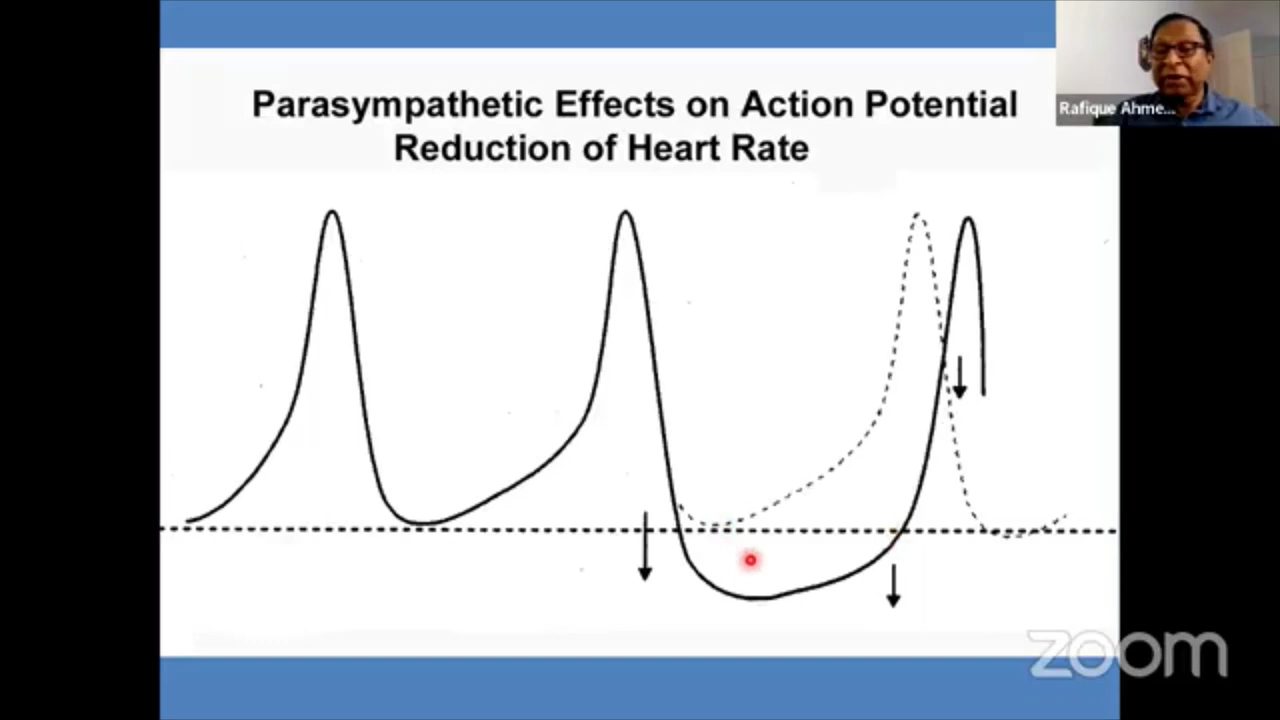 Parasympathetic Effects on Action Potential
Reduction of Heart Rate
Rafique Ahme...
zoom